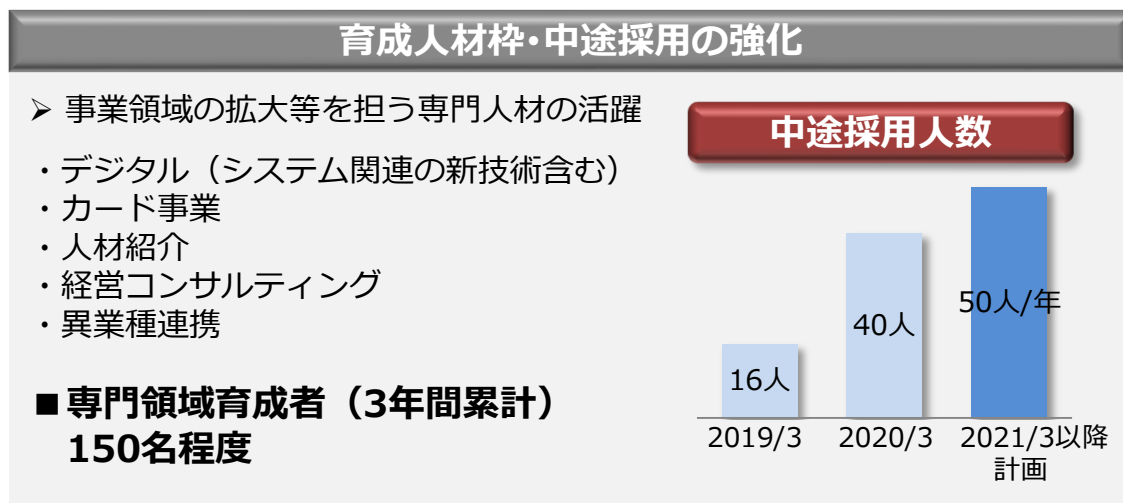 育成人材枠・中途採用の強化
➢ 事業領域の拡大等を担う専門人材の活躍
・デジタル（システム関連の新技術含む）
・カード事業
・人材紹介
・経営コンサルティング
・異業種連携
■専門領域育成者（3年間累計）
150名程度
中途採用人数
16人
40人
50人/年
2019/3
2020/3
2021/3以降
計画